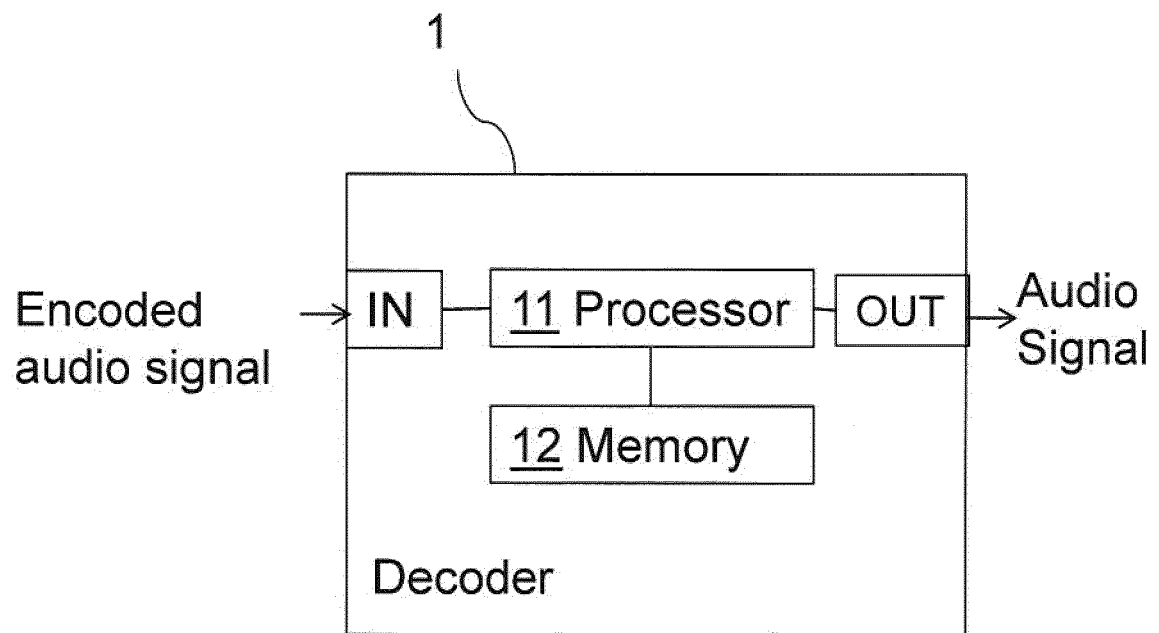 1
Encoded
audio signal
IN
11 Processor
OUT
Audio
Signal
12 Memory
Decoder